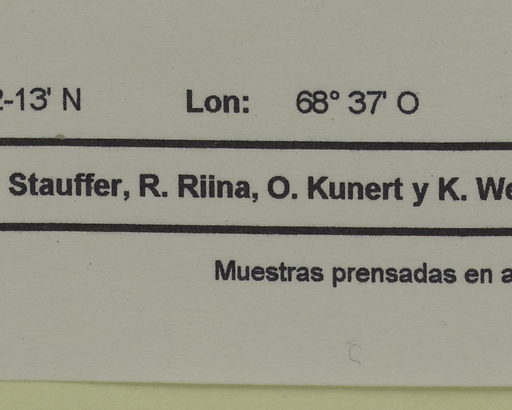 2-13' N Lon: 68° 37' O
Stauffer, R. Riina, O. Kunert y K. We
Muestras prensadas en a